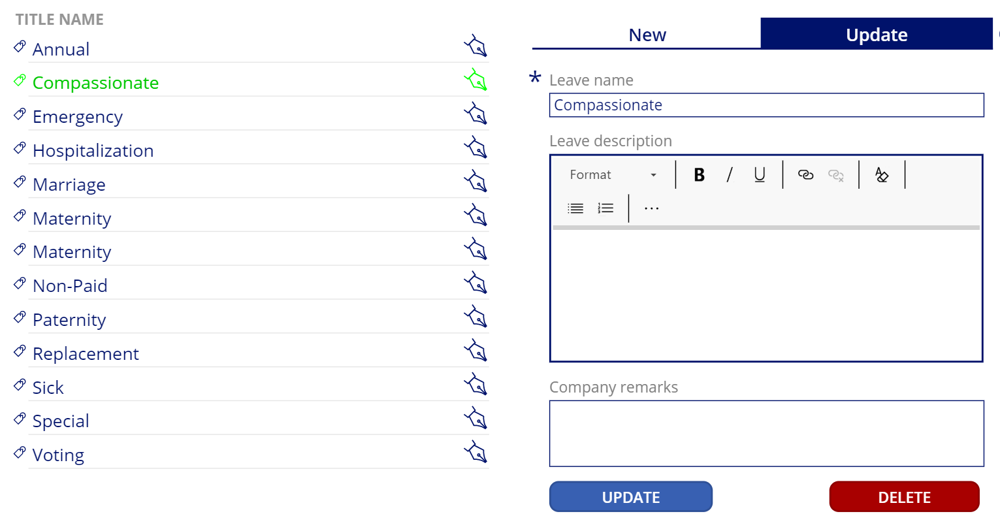 TITLE NAME
Annual
Compassionate
Emergency
Hospitalization
Marriage
Maternity
Maternity
Non-Paid
Paternity
Replacement
Sick
Special
Voting
New
Update
* Leave name
Compassionate
Leave description
Format
B / U
...
Company remarks
UPDATE
DELETE